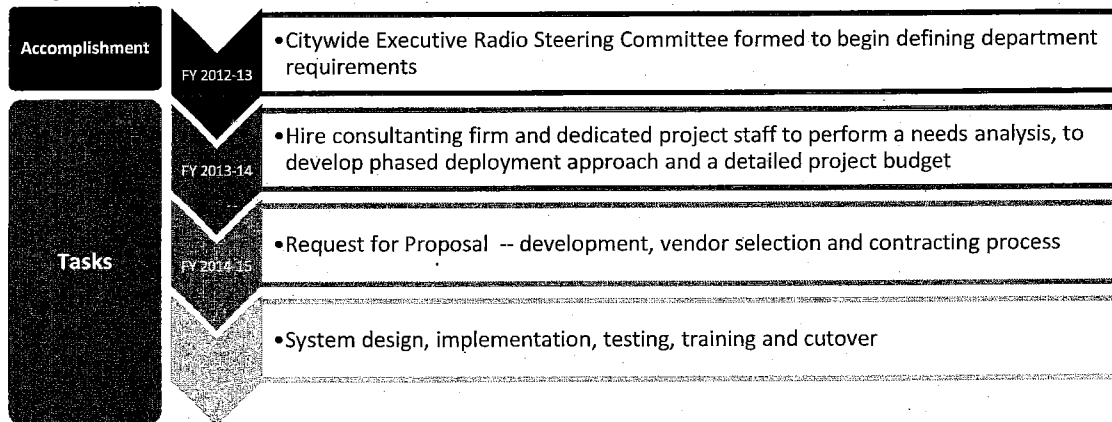 Accomplishment
FY 2012-13
•Citywide Executive Radio Steering Committee formed to begin defining department
requirements
Tasks
FY 2013-14
•Hire consultanting firm and dedicated project staff to perform a needs analysis, to
develop phased deployment approach and a detailed project budget
FY 2014-15
•Request for Proposal -- development, vendor selection and contracting process
•System design, implementation, testing, training and cutover